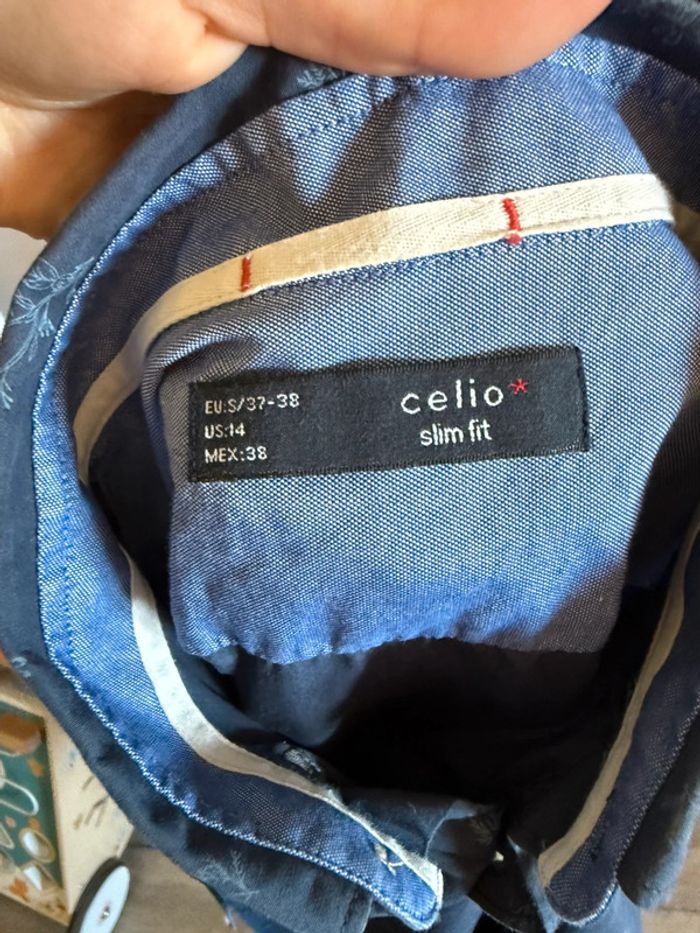 EU:S/37-38
US:14
MEX:38
celio*
slim fit